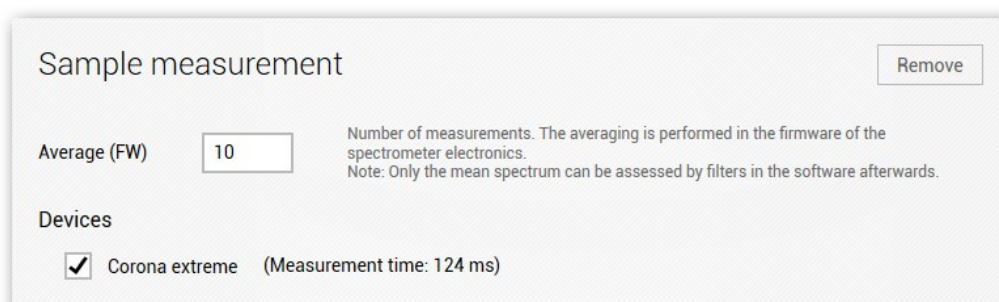 Sample measurement
Remove
Average (FW)
10
Number of measurements. The averaging is performed in the firmware of the
spectrometer electronics.
Note: Only the mean spectrum can be assessed by filters in the software afterwards.
Devices
Corona extreme (Measurement time: 124 ms)